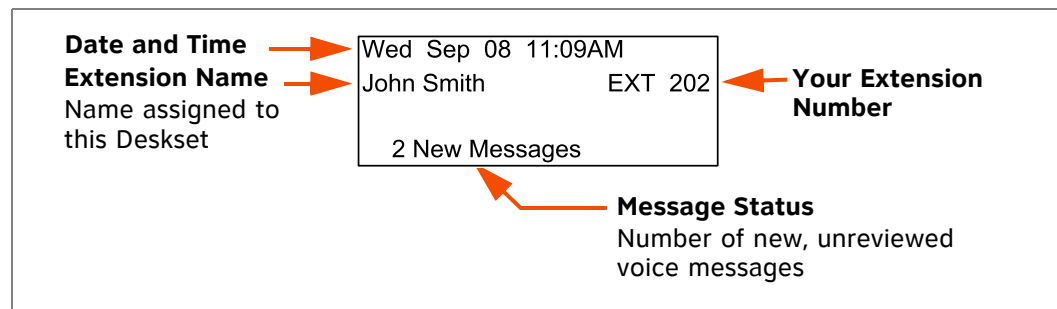 Date and Time
Extension Name
Name assigned to
this Deskset
Wed Sep 08 11:09AM
John Smith EXT 202
2 New Messages
Your Extension
Number
Message Status
Number of new, unreviewed
voice messages